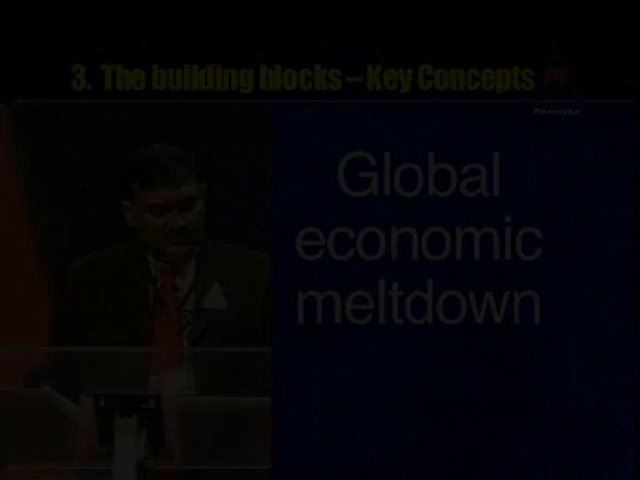 3. The building blocks – Key Concepts
Global
economic
meltdown